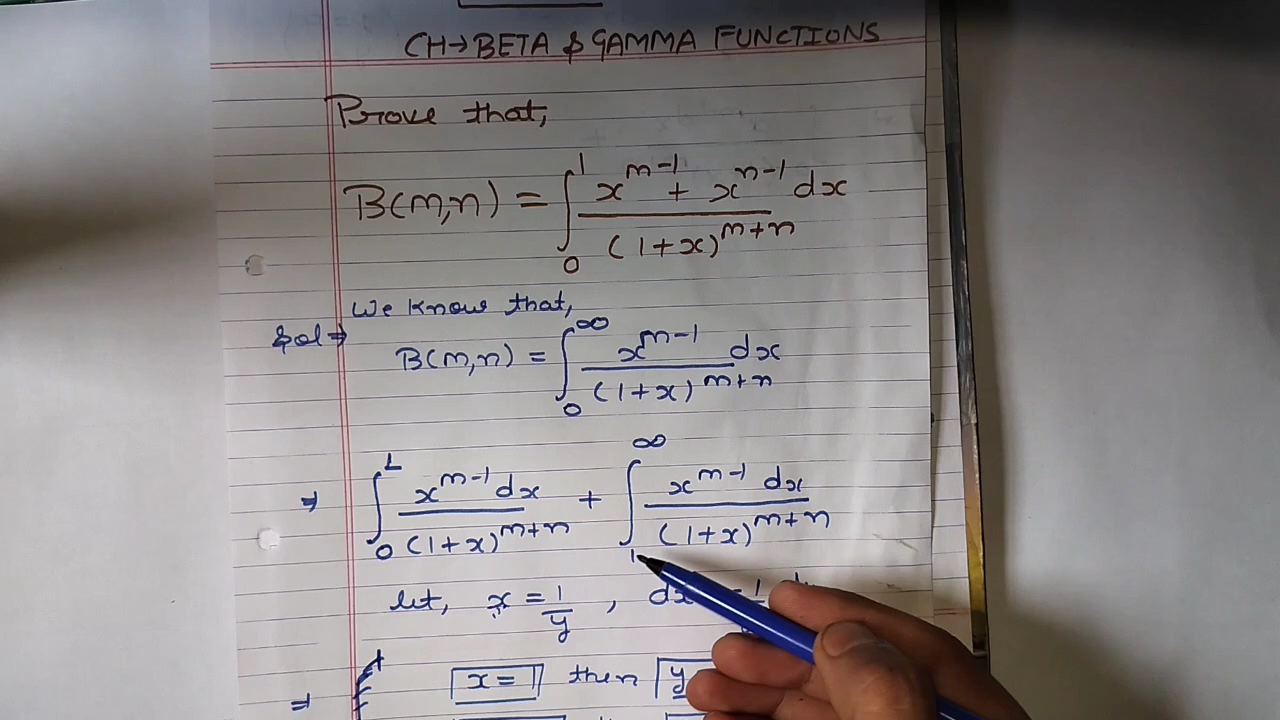 CH→BETA & GAMMA FUNCTIONS
Prove that,
B(m,n) = ∫₀¹ (x^{m-1} + x^{n-1} dx)/(1+x)^{m+n}
We know that,
Sol→ B(m,n) = ∫₀^∞ x^{m-1} dx/(1+x)^{m+n}
⇒ ∫₀¹ x^{m-1} dx/(1+x)^{m+n} + ∫₁^∞ x^{m-1} dx/(1+x)^{m+n}
let, x = 1/y ,
⇒ x = 1 then y